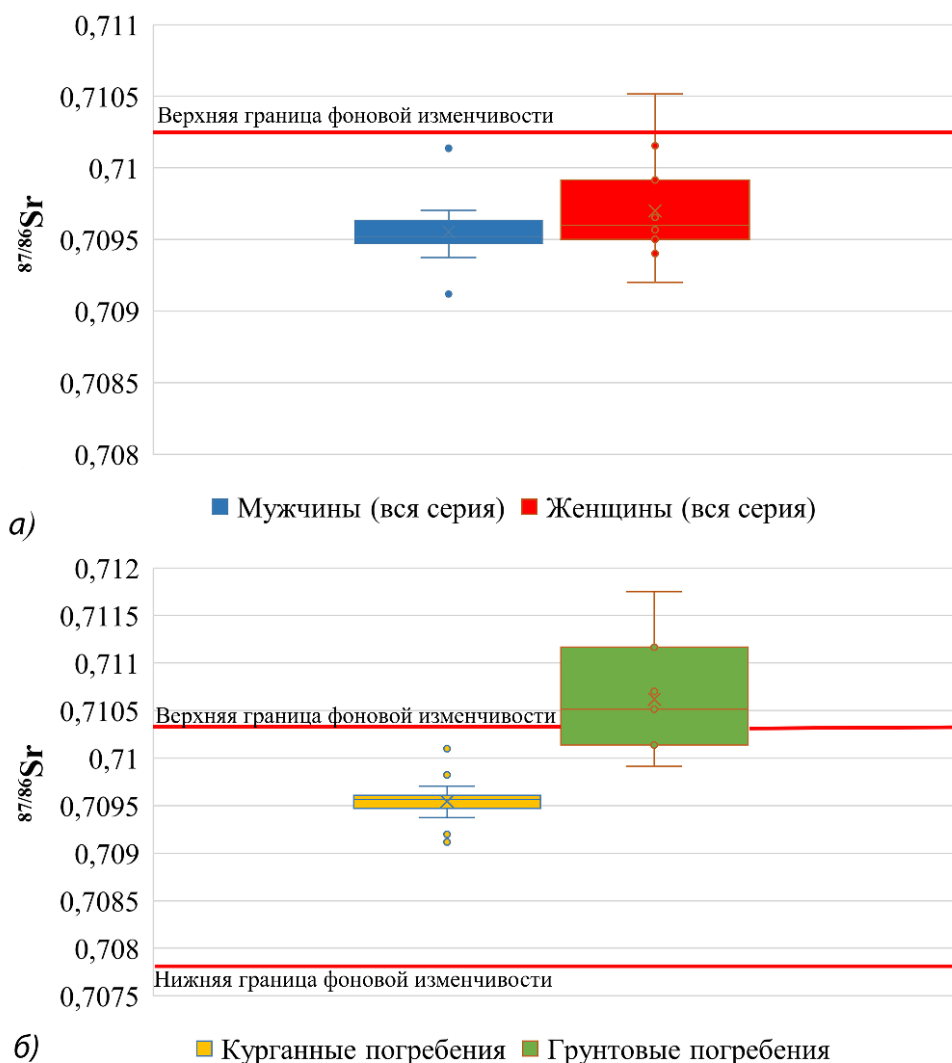 0,711
0,7105
Верхняя граница фоновой изменчивости
0,71
0,7095
0,709
0,7085
0,708
87/86Sr
Мужчины (вся серия) Женщины (вся серия)
а)
0,712
0,7115
0,711
0,7105
Верхняя граница фоновой изменчивости
0,71
0,7095
0,709
0,7085
0,708
Нижняя граница фоновой изменчивости
0,7075
87/86Sr
Курганные погребения Грунтовые погребения
б)